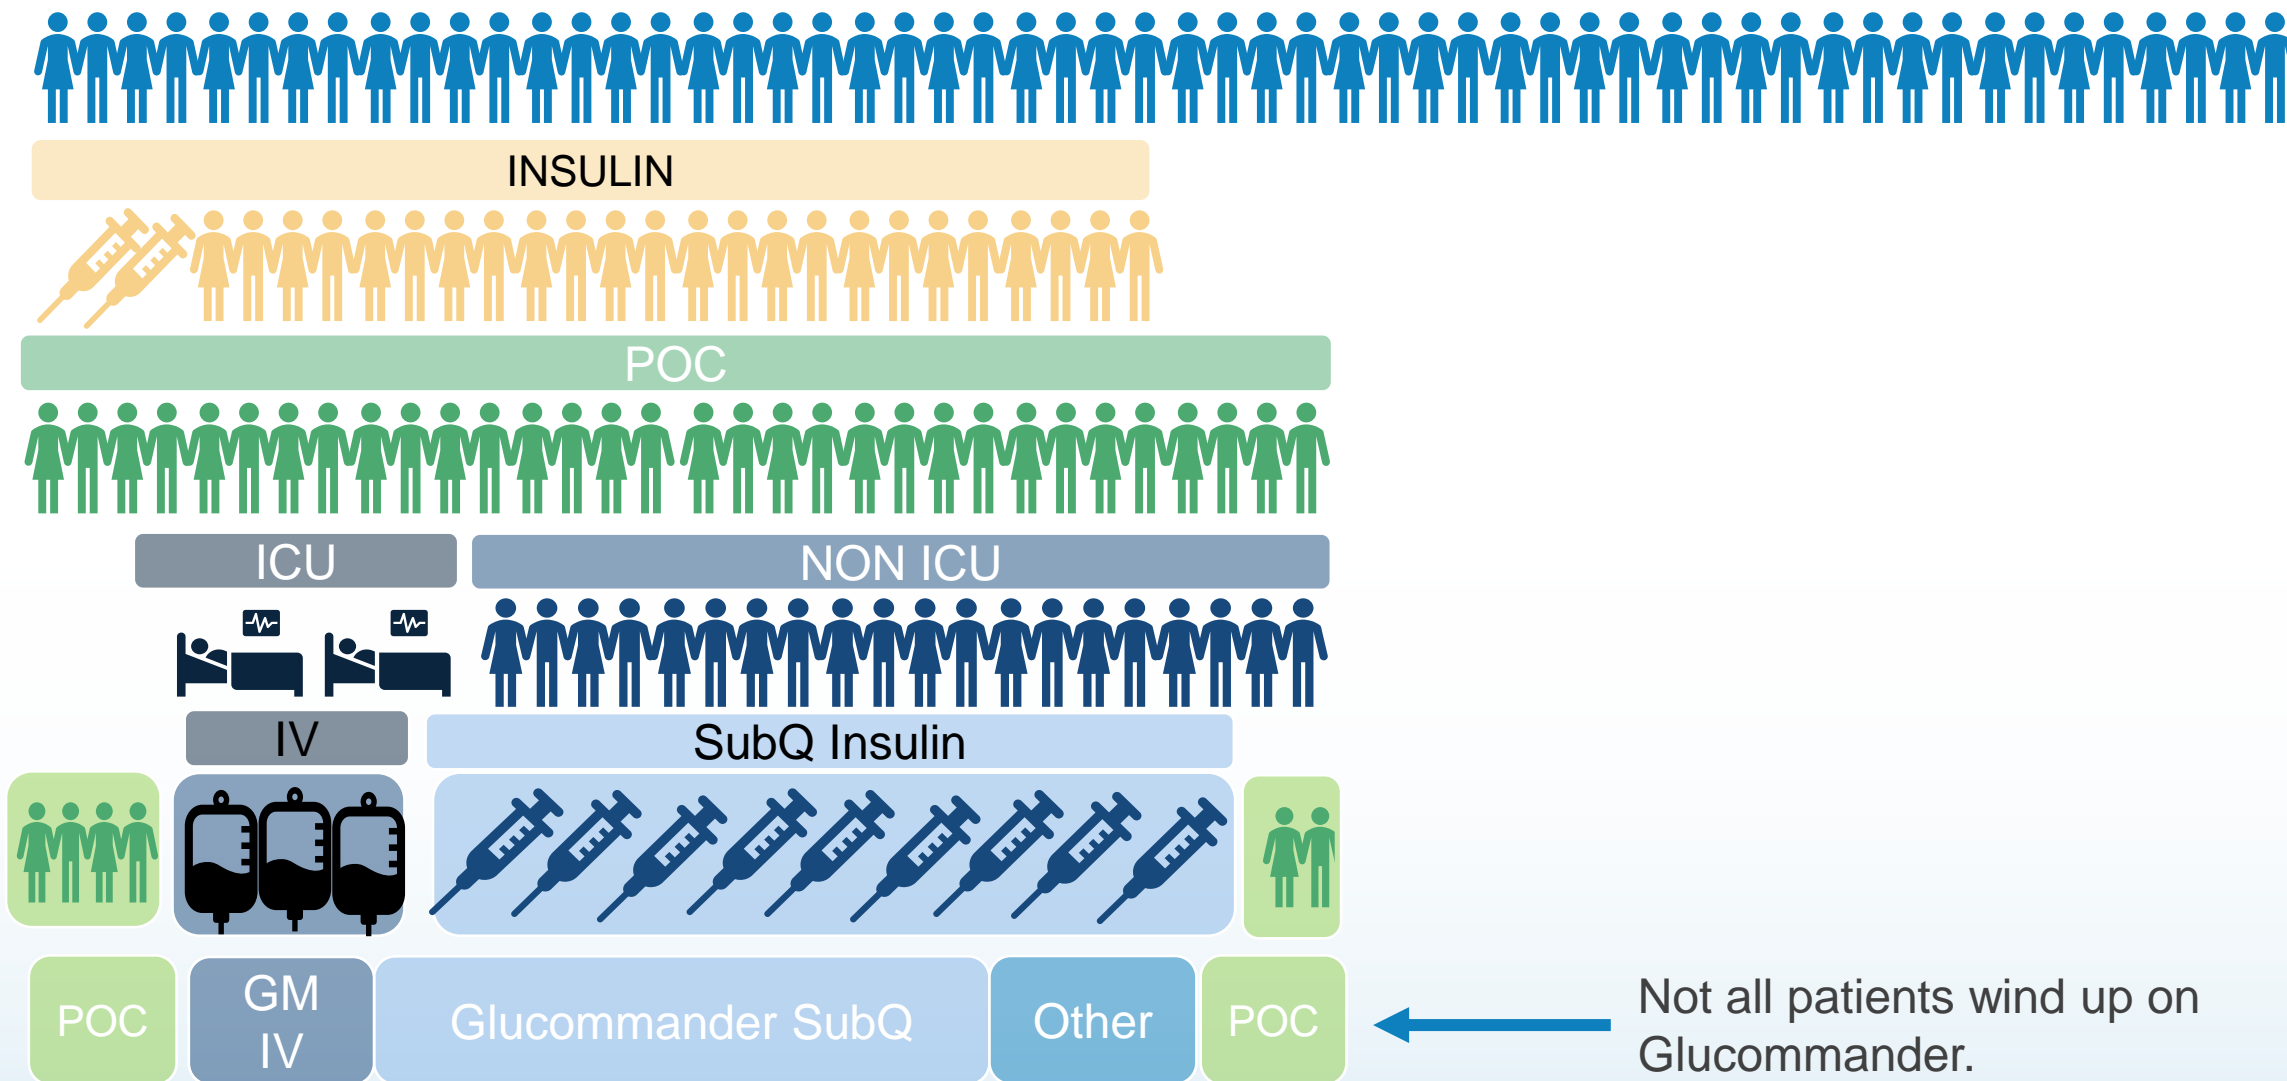 INSULIN
POC
ICU
NON ICU
IV
SubQ Insulin
POC
GM
IV
Glucommander SubQ
Other
POC
Not all patients wind up on
Glucommander.